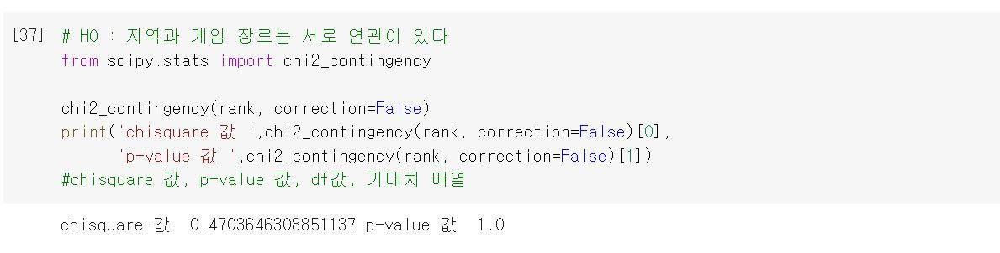 [37] # H0 : 지역과 게임 장르는 서로 연관이 있다
from scipy.stats import chi2_contingency
chi2_contingency(rank, correction=False)
print('chisquare 값 ',chi2_contingency(rank, correction=False)[0],
'p-value 값 ',chi2_contingency(rank, correction=False)[1])
#chisquare 값, p-value 값, df값, 기대치 배열
chisquare 값  0.4703646308851137 p-value 값  1.0